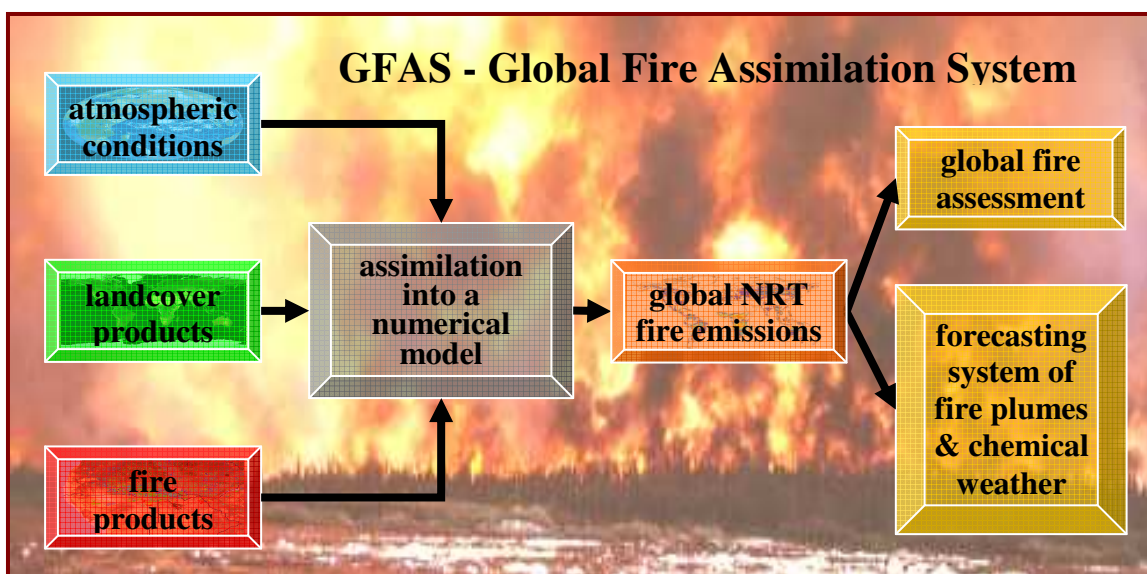 GFAS - Global Fire Assimilation System
atmospheric
conditions
landcover
products
fire
products
assimilation
into a
numerical
model
global NRT
fire emissions
global fire
assessment
forecasting
system of
fire plumes
& chemical
weather